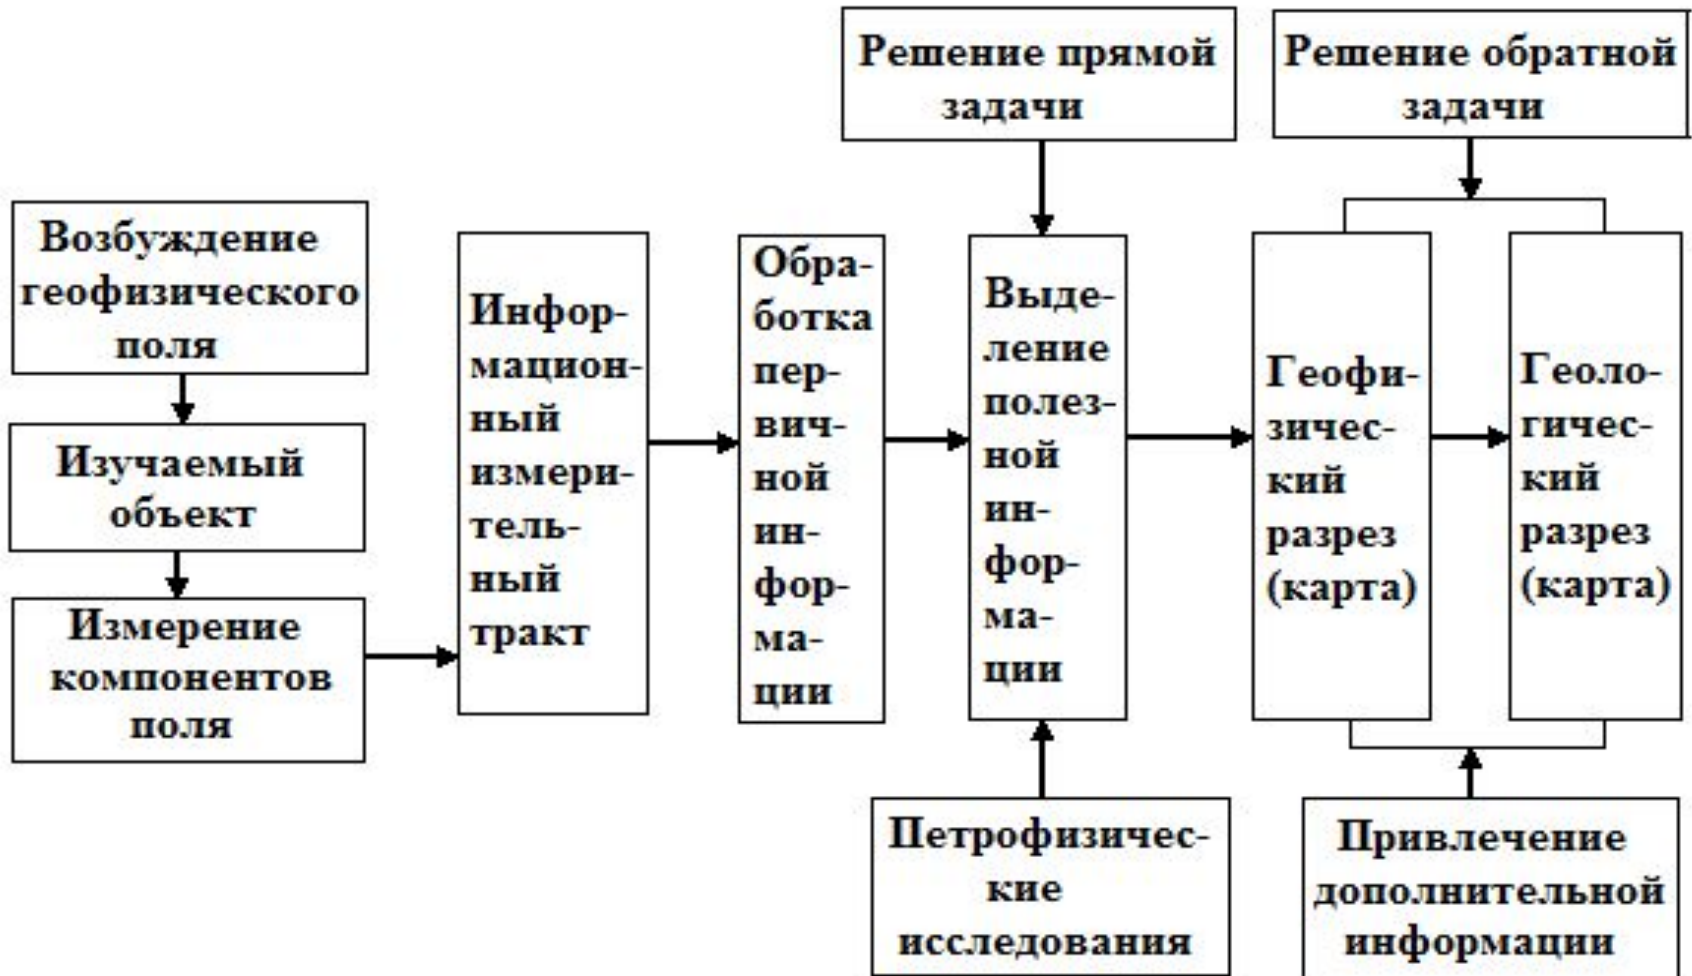 Решение прямой
задачи
Решение обратной
задачи
Возбуждение
геофизического
поля
Изучаемый
объект
Измерение
компонентов
поля
Инфор-
мацион-
ный
измери-
тель-
ный
тракт
Обра-
ботка
пер-
вич-
ной
ин-
фор-
ма-
ции
Выде-
ление
полез-
ной
ин-
фор-
ма-
ции
Геофи-
зичес-
кий
разрез
(карта)
Геоло-
гичес-
кий
разрез
(карта)
Петрофизичес-
кие
исследования
Привлечение
дополнительной
информации